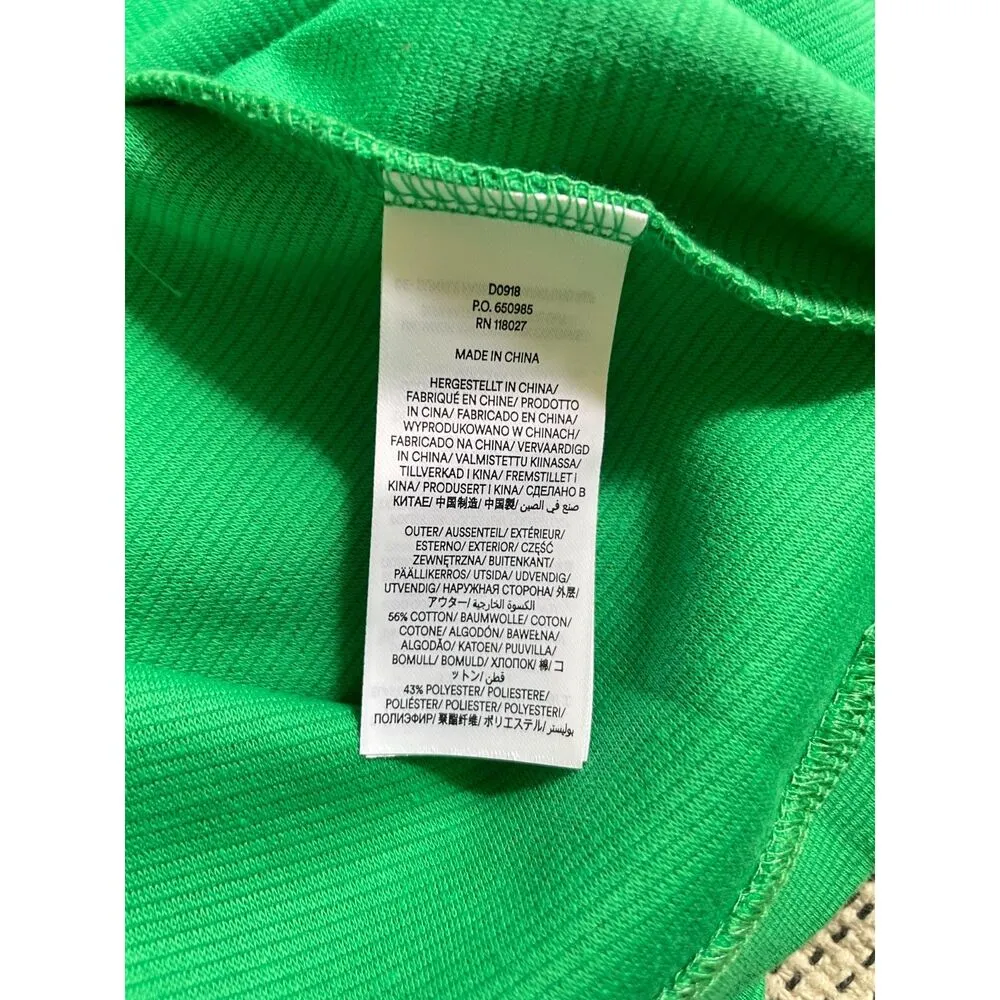 D0918
P.O. 650985
RN 118027
MADE IN CHINA
HERGESTELLT IN CHINA/
FABRIQUÉ EN CHINE/ PRODOTTO
IN CINA/ FABRICADO EN CHINA/
WYPRODUKOWANO W CHINACH/
FABRICADO NA CHINA/ VERVAARDIGD
IN CHINA/ VALMISTETTU KIINASSA/
TILLVERKAD I KINA/ FREMSTILLET I
KINA/ PRODUSERT I KINA/ СДЕЛАНО В
КИТАЕ/ 中国制造/ 中国製/ صنع في الصين
OUTER/ AUSSENTEIL/ EXTÉRIEUR/
ESTERNO/ EXTERIOR/ CZĘŚĆ
ZEWNĘTRZNA/ BUITENKANT/
PÄÄLLIKERROS/ UTSIDA/ UDVENDIG/
UTVENDIG/ НАРУЖНАЯ СТОРОНА/ 外层/
アウター/ الكسوة الخارجية
56% COTTON/ BAUMWOLLE/ COTON/
COTONE/ ALGODÓN/ BAWEŁNA/
ALGODÃO/ KATOEN/ PUUVILLA/
BOMULL/ BOMULD/ ХЛОПОК/ 棉/ コ
ットン/ قطن
43% POLYESTER/ POLIESTERE/
POLIÉSTER/ POLIESTER/ POLYESTERI/
ПОЛИЭФИР/ 聚酯纤维/ ポリエステル/ بوليستر